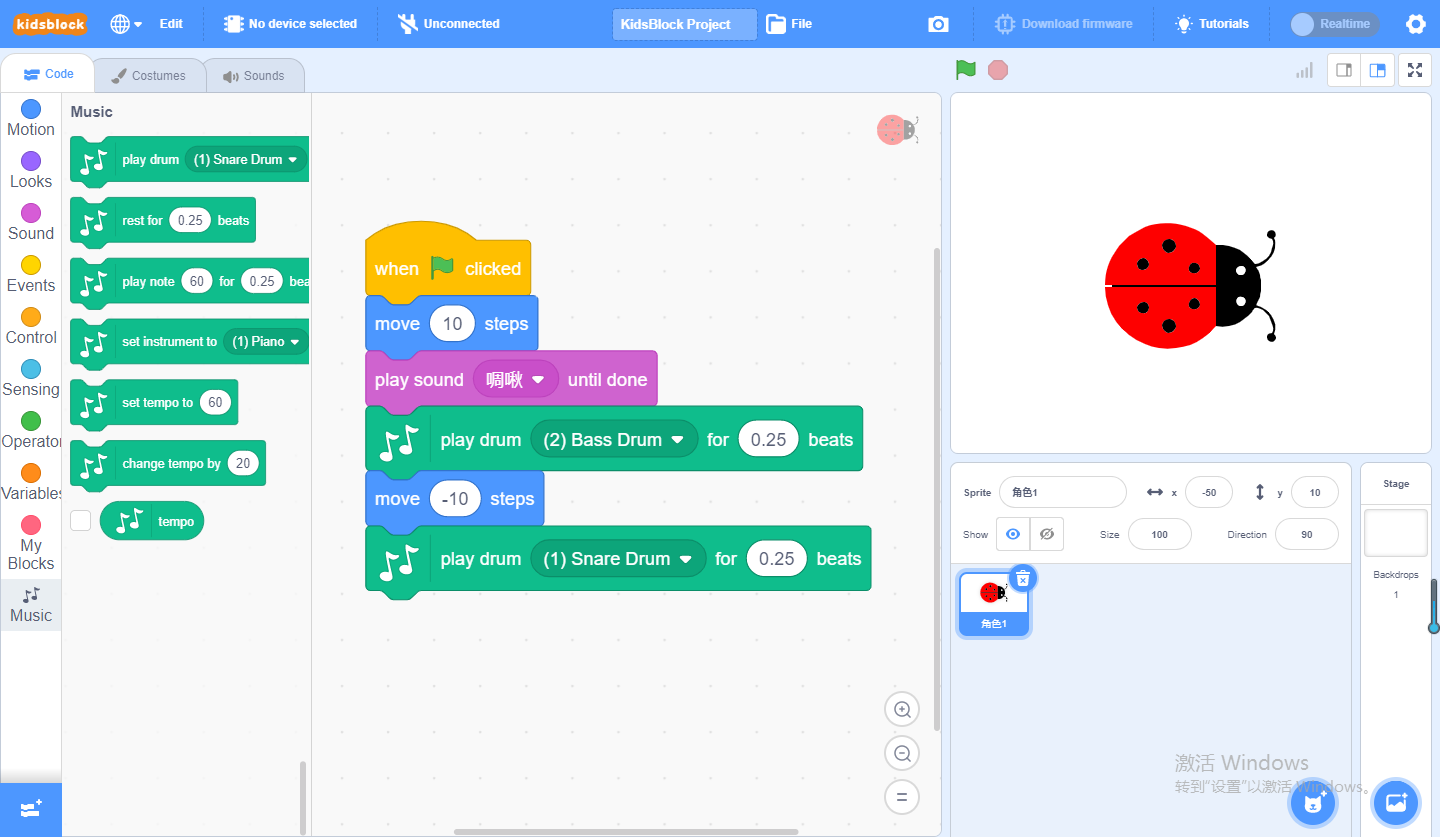 kidsblock
Edit
No device selected
Unconnected
KidsBlock Project
File
Download firmware
Tutorials
Realtime
Code
Costumes
Sounds
Motion
Looks
Sound
Events
Control
Sensing
Operator
Variables
My
Blocks
Music
Music
play drum (1) Snare Drum
rest for 0.25 beats
play note 60 for 0.25 bea
set instrument to (1) Piano
set tempo to 60
change tempo by 20
tempo
when clicked
move 10 steps
play sound 啁啾 until done
play drum (2) Bass Drum for 0.25 beats
move -10 steps
play drum (1) Snare Drum for 0.25 beats
Sprite 角色1 x -50 y 10
Show Size 100 Direction 90
角色1
Stage
Backdrops
1
激活 Windows
转到"设置"以激活 Windows。